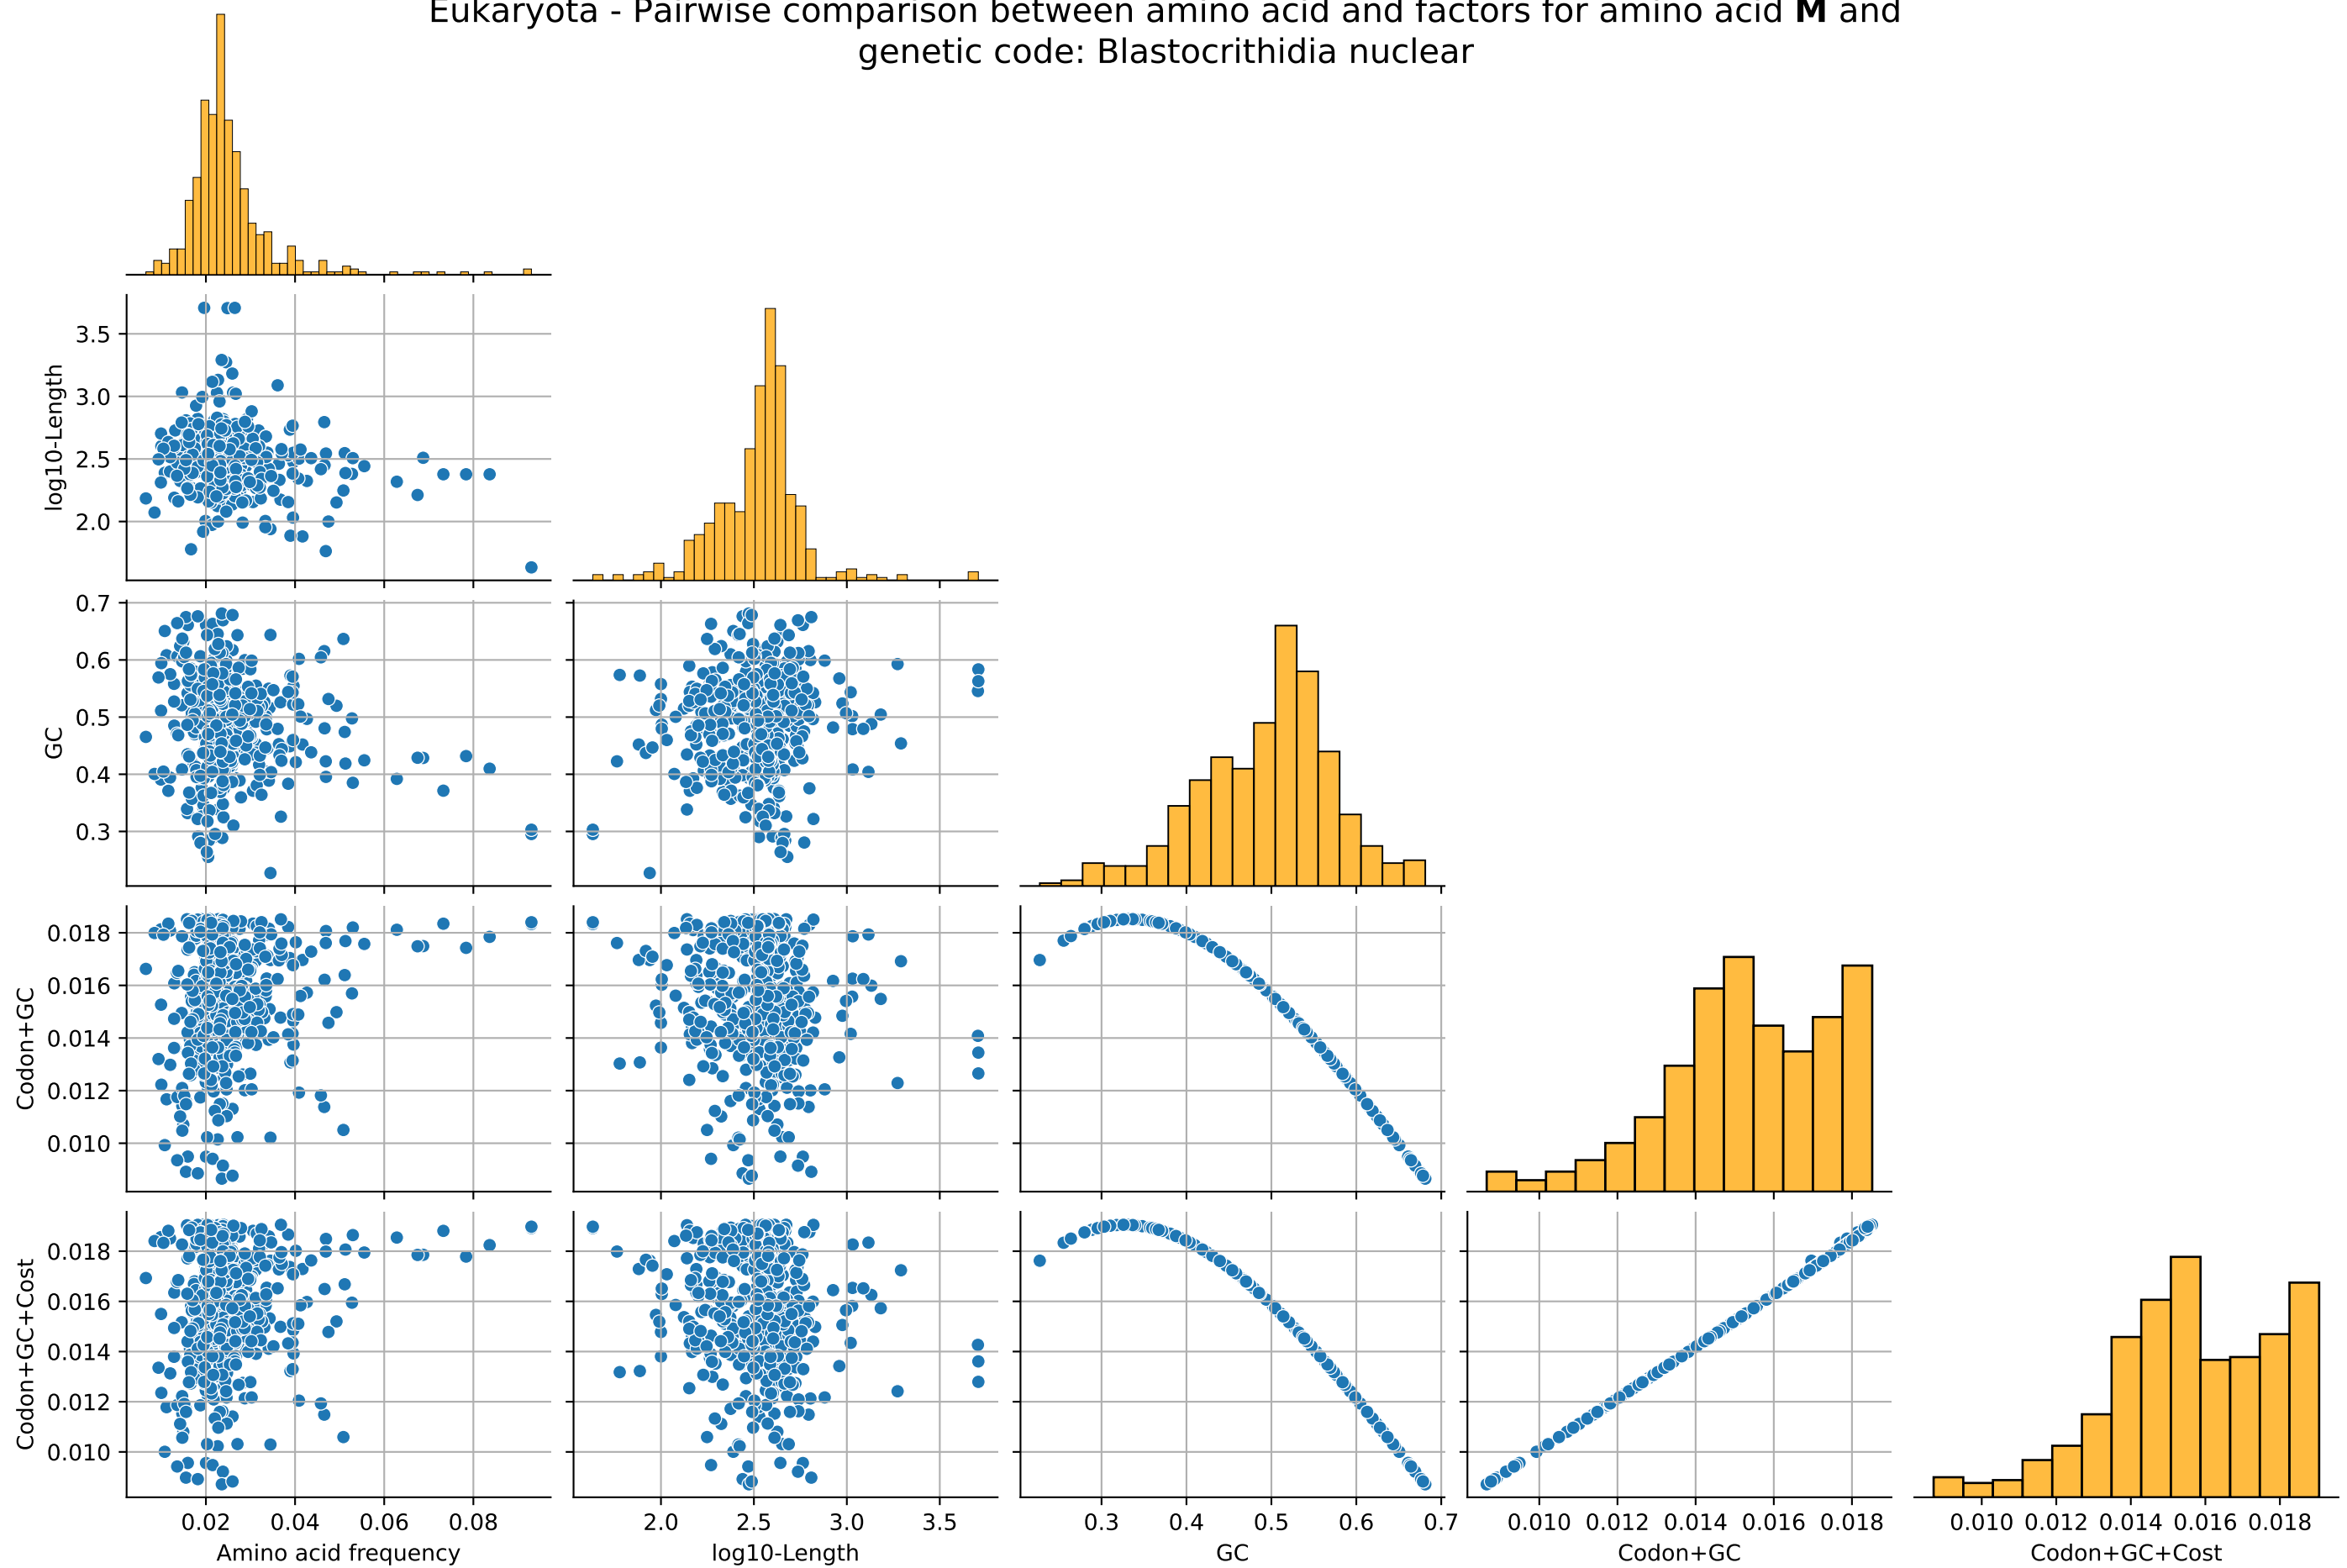 Eukaryota - Pairwise comparison between amino acid and factors for amino acid M and
genetic code: Blastocrithidia nuclear
log10-Length
3.5
3.0
2.5
2.0
GC
0.7
0.6
0.5
0.4
0.3
Codon+GC
0.018
0.016
0.014
0.012
0.010
Codon+GC+Cost
0.018
0.016
0.014
0.012
0.010
0.02 0.04 0.06 0.08
Amino acid frequency
2.0 2.5 3.0 3.5
log10-Length
0.3 0.4 0.5 0.6 0.7
GC
0.010 0.012 0.014 0.016 0.018
Codon+GC
0.010 0.012 0.014 0.016 0.018
Codon+GC+Cost